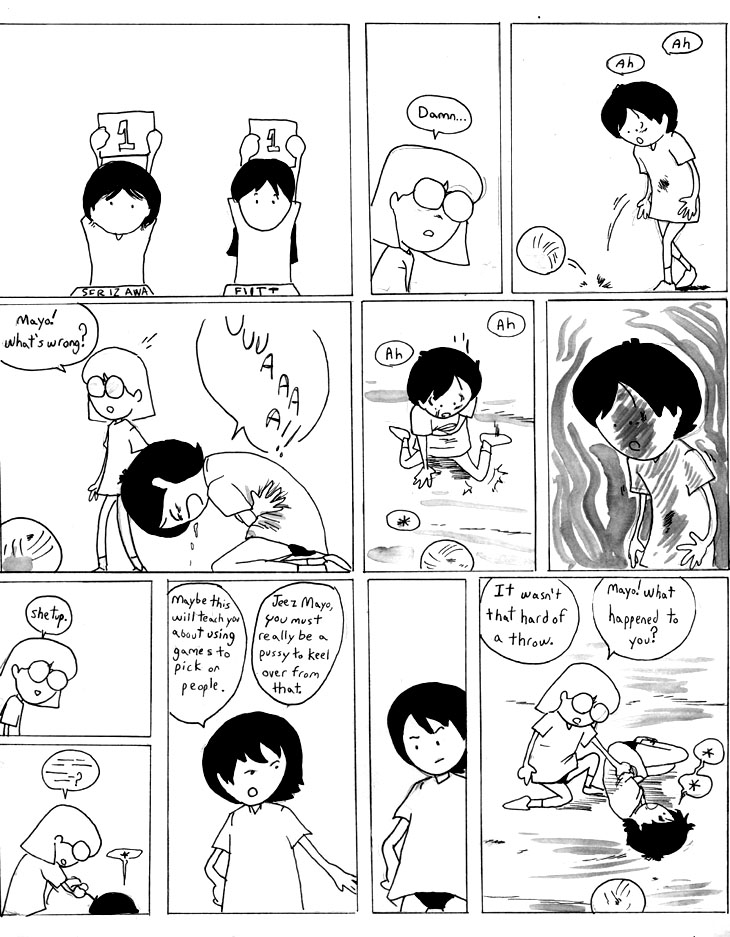 Ah
Ah
Damn...
1
1
SERIZAWA
Ah
Ah
*
UUU
A
A
A
A!!
Mayo!
What's wrong?
Mayo! What
happened to
you?
It wasn't
that hard of
a throw.
*
*
Jeez Mayo,
you must
really be a
pussy to keel
over from
that.
Maybe this
will teach you
about using
games to
pick on
people.
shetup.
?
*